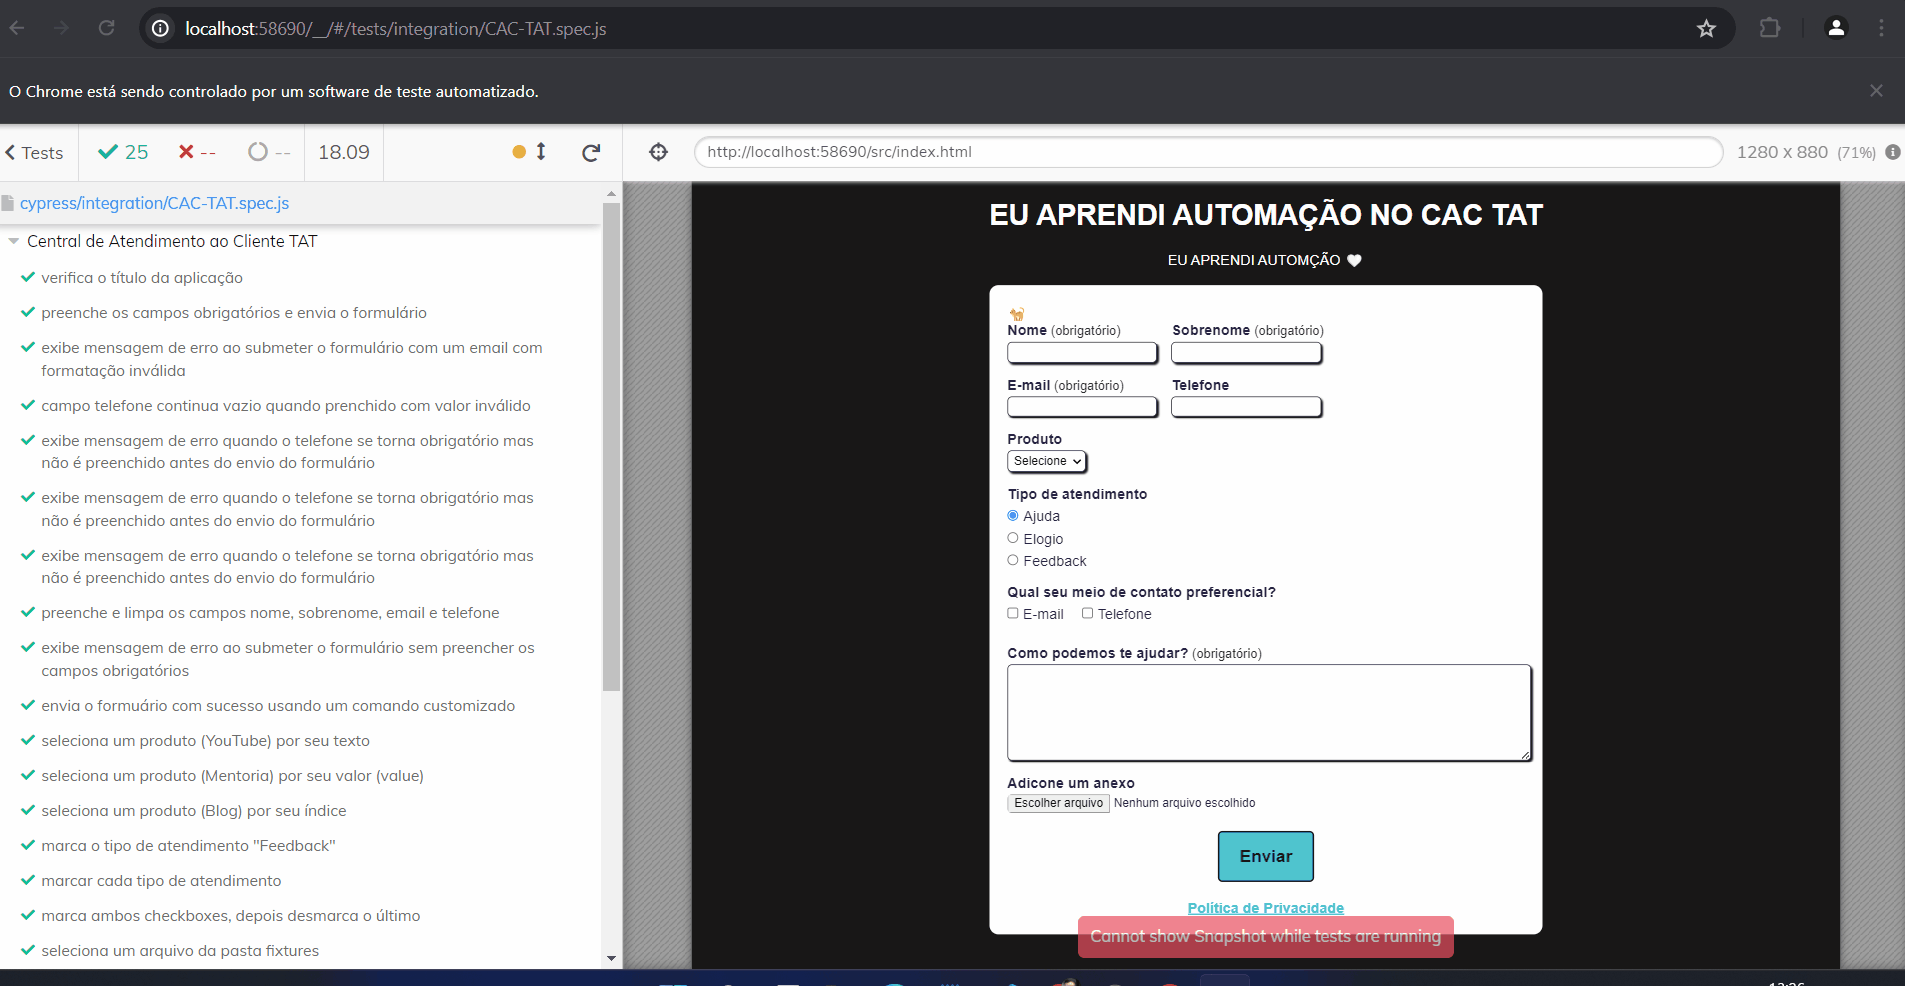 localhost:58690/__/#/tests/integration/CAC-TAT.spec.js
O Chrome está sendo controlado por um software de teste automatizado.
Tests 25 -- -- 18.09
http://localhost:58690/src/index.html 1280 x 880 (71%)
cypress/integration/CAC-TAT.spec.js
Central de Atendimento ao Cliente TAT
verifica o título da aplicação
preenche os campos obrigatórios e envia o formulário
exibe mensagem de erro ao submeter o formulário com um email com
formatação inválida
campo telefone continua vazio quando prenchido com valor inválido
exibe mensagem de erro quando o telefone se torna obrigatório mas
não é preenchido antes do envio do formulário
exibe mensagem de erro quando o telefone se torna obrigatório mas
não é preenchido antes do envio do formulário
exibe mensagem de erro quando o telefone se torna obrigatório mas
não é preenchido antes do envio do formulário
preenche e limpa os campos nome, sobrenome, email e telefone
exibe mensagem de erro ao submeter o formulário sem preencher os
campos obrigatórios
envia o formuário com sucesso usando um comando customizado
seleciona um produto (YouTube) por seu texto
seleciona um produto (Mentoria) por seu valor (value)
seleciona um produto (Blog) por seu índice
marca o tipo de atendimento "Feedback"
marcar cada tipo de atendimento
marca ambos checkboxes, depois desmarca o último
seleciona um arquivo da pasta fixtures
EU APRENDI AUTOMAÇÃO NO CAC TAT
EU APRENDI AUTOMÇÃO
Nome (obrigatório) Sobrenome (obrigatório)
E-mail (obrigatório) Telefone
Produto
Selecione
Tipo de atendimento
Ajuda
Elogio
Feedback
Qual seu meio de contato preferencial?
E-mail Telefone
Como podemos te ajudar? (obrigatório)
Adicone um anexo
Escolher arquivo Nenhum arquivo escolhido
Enviar
Política de Privacidade
Cannot show Snapshot while tests are running